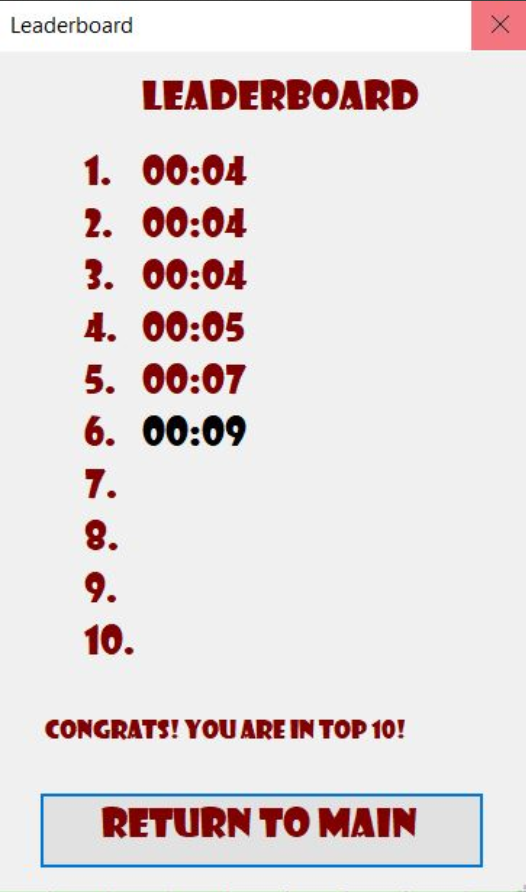 Leaderboard
LEADERBOARD
1. 00:04
2. 00:04
3. 00:04
4. 00:05
5. 00:07
6. 00:09
7.
8.
9.
10.
CONGRATS! YOU ARE IN TOP 10!
RETURN TO MAIN